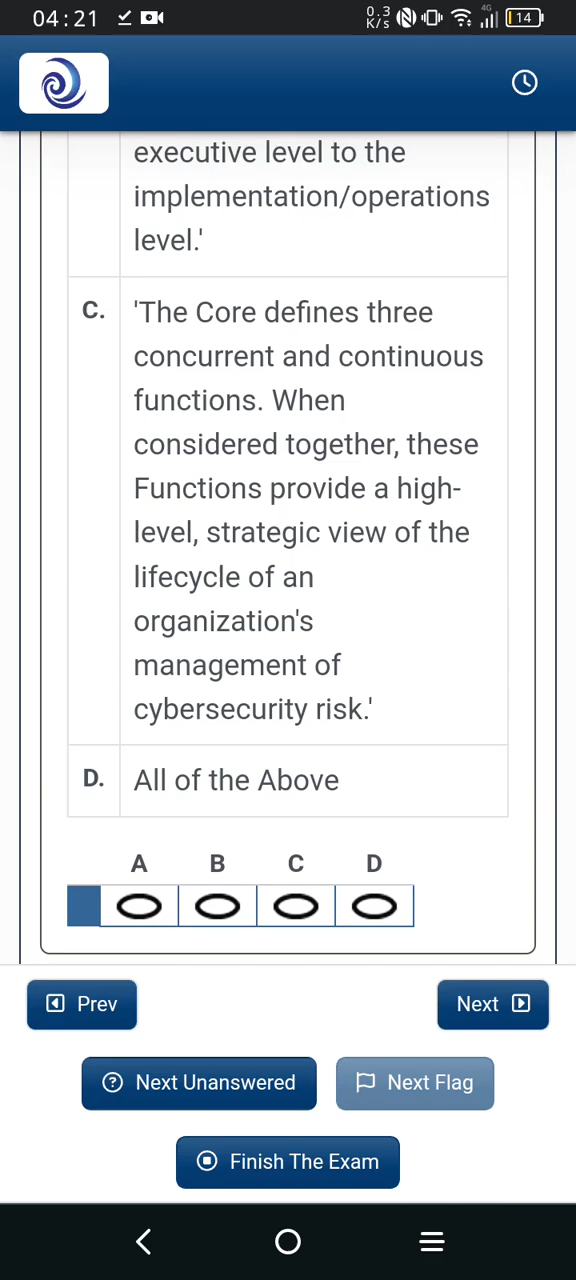 04:21
0.3
K/s
4G
14
executive level to the
implementation/operations
level.'
C.
'The Core defines three
concurrent and continuous
functions. When
considered together, these
Functions provide a high-
level, strategic view of the
lifecycle of an
organization's
management of
cybersecurity risk.'
D.
All of the Above
A B C D
Prev
Next
Next Unanswered
Next Flag
Finish The Exam